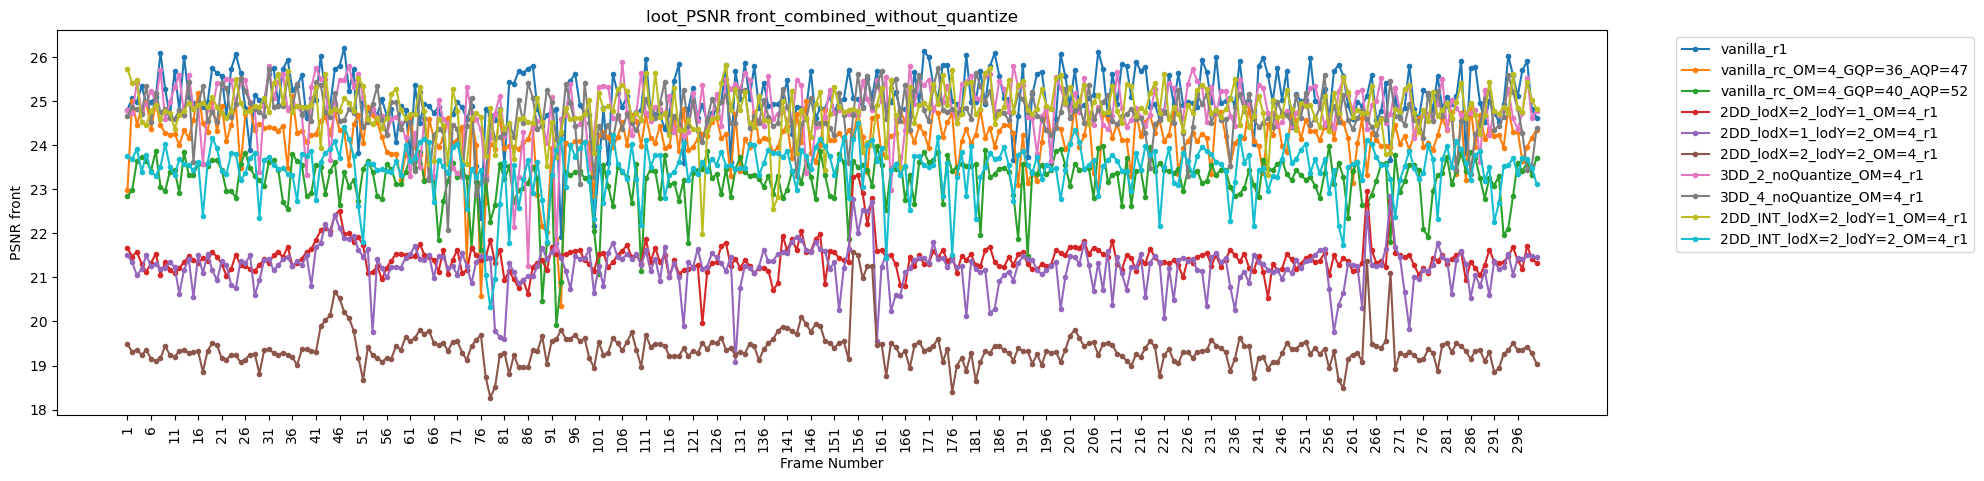 loot_PSNR front_combined_without_quantize
PSNR front
26
25
24
23
22
21
20
19
18
1 6 11 16 21 26 31 36 41 46 51 56 61 66 71 76 81 86 91 96 101 106 111 116 121 126 131 136 141 146 151 156 161 166 171 176 181 186 191 196 201 206 211 216 221 226 231 236 241 246 251 256 261 266 271 276 281 286 291 296
Frame Number
vanilla_r1
vanilla_rc_OM=4_GQP=36_AQP=47
vanilla_rc_OM=4_GQP=40_AQP=52
2DD_lodX=2_lodY=1_OM=4_r1
2DD_lodX=1_lodY=2_OM=4_r1
2DD_lodX=2_lodY=2_OM=4_r1
3DD_2_noQuantize_OM=4_r1
3DD_4_noQuantize_OM=4_r1
2DD_INT_lodX=2_lodY=1_OM=4_r1
2DD_INT_lodX=2_lodY=2_OM=4_r1